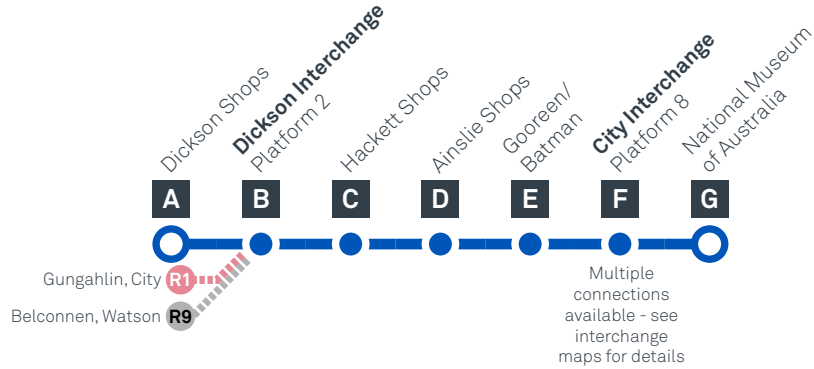 Dickson Shops
Dickson Interchange
Platform 2
Hackett Shops
Ainslie Shops
Gooreen/
Batman
City Interchange
Platform 8
National Museum
of Australia
A
B
C
D
E
F
G
Gungahlin, City R1
Belconnen, Watson R9
Multiple
connections
available - see
interchange
maps for details